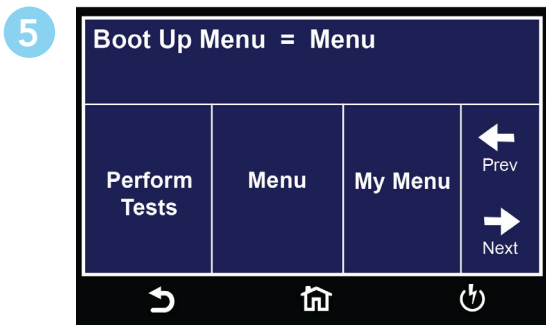 5
Boot Up Menu = Menu
Perform
Tests
Menu
My Menu
Prev
Next